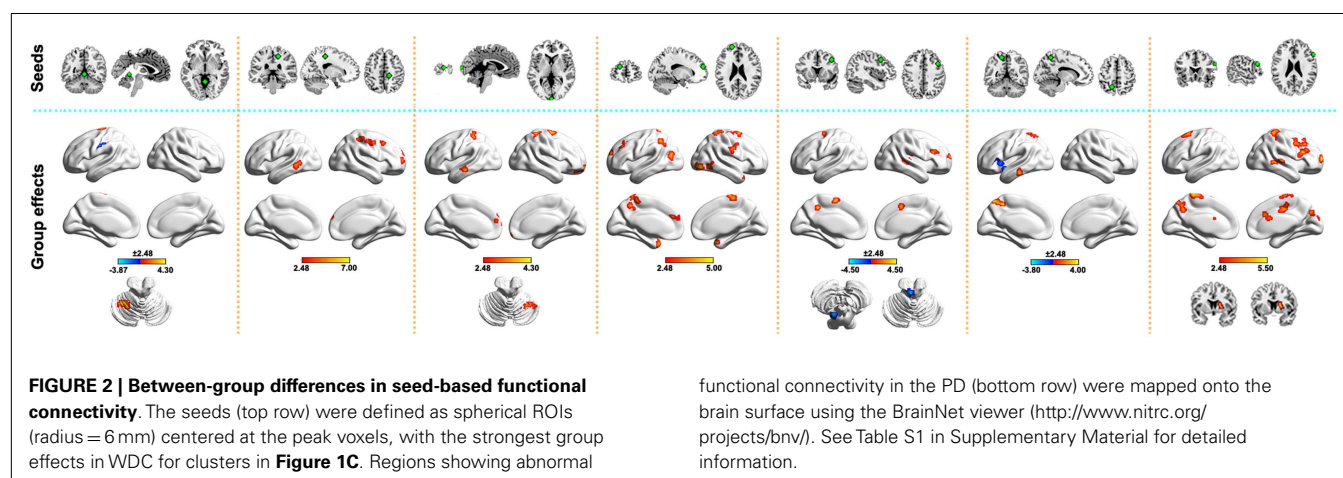 Seeds
Group effects
±2.48
-3.87 4.30
2.48 7.00
2.48 4.30
2.48 5.00
±2.48
-4.50 4.50
±2.48
-3.80 4.00
2.48 5.50
FIGURE 2 | Between-group differences in seed-based functional
connectivity. The seeds (top row) were defined as spherical ROIs
(radius = 6 mm) centered at the peak voxels, with the strongest group
effects in WDC for clusters in Figure 1C. Regions showing abnormal
functional connectivity in the PD (bottom row) were mapped onto the
brain surface using the BrainNet viewer (http://www.nitrc.org/
projects/bnv/). See Table S1 in Supplementary Material for detailed
information.